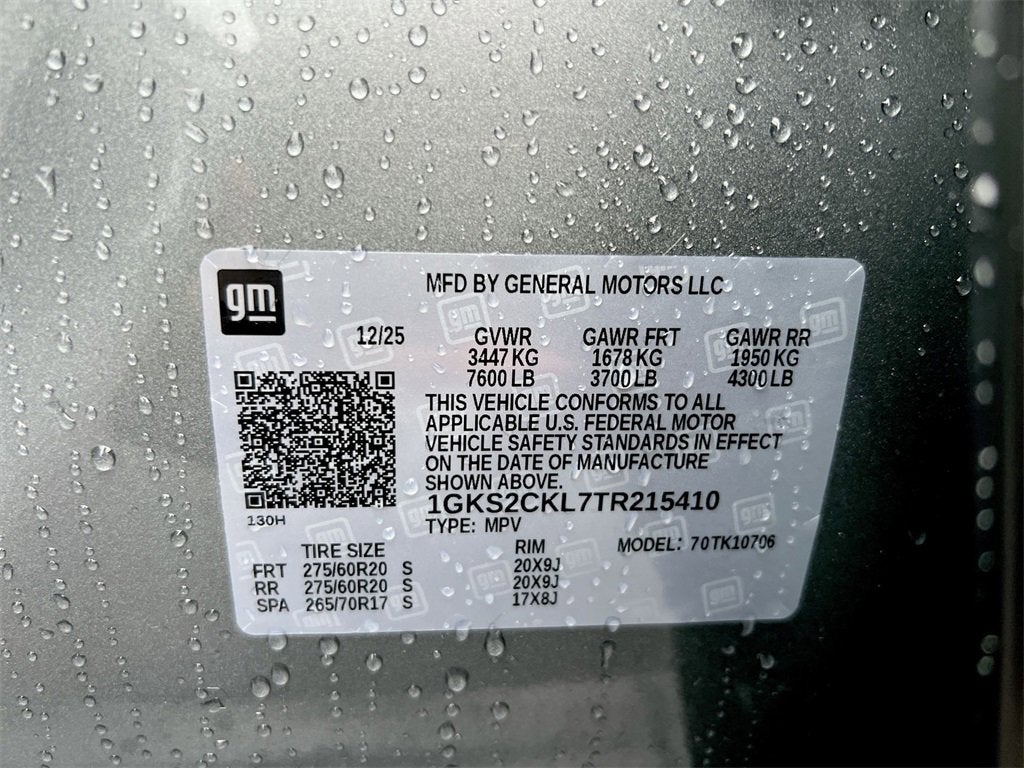 gm
MFD BY GENERAL MOTORS LLC
12/25 GVWR GAWR FRT GAWR RR
3447 KG 1678 KG 1950 KG
7600 LB 3700 LB 4300 LB
THIS VEHICLE CONFORMS TO ALL
APPLICABLE U.S. FEDERAL MOTOR
VEHICLE SAFETY STANDARDS IN EFFECT
ON THE DATE OF MANUFACTURE
SHOWN ABOVE.
1GKS2CKL7TR215410
130H
TYPE: MPV
MODEL: 70TK10706
TIRE SIZE RIM
FRT 275/60R20 S 20X9J
RR 275/60R20 S 20X9J
SPA 265/70R17 S 17X8J